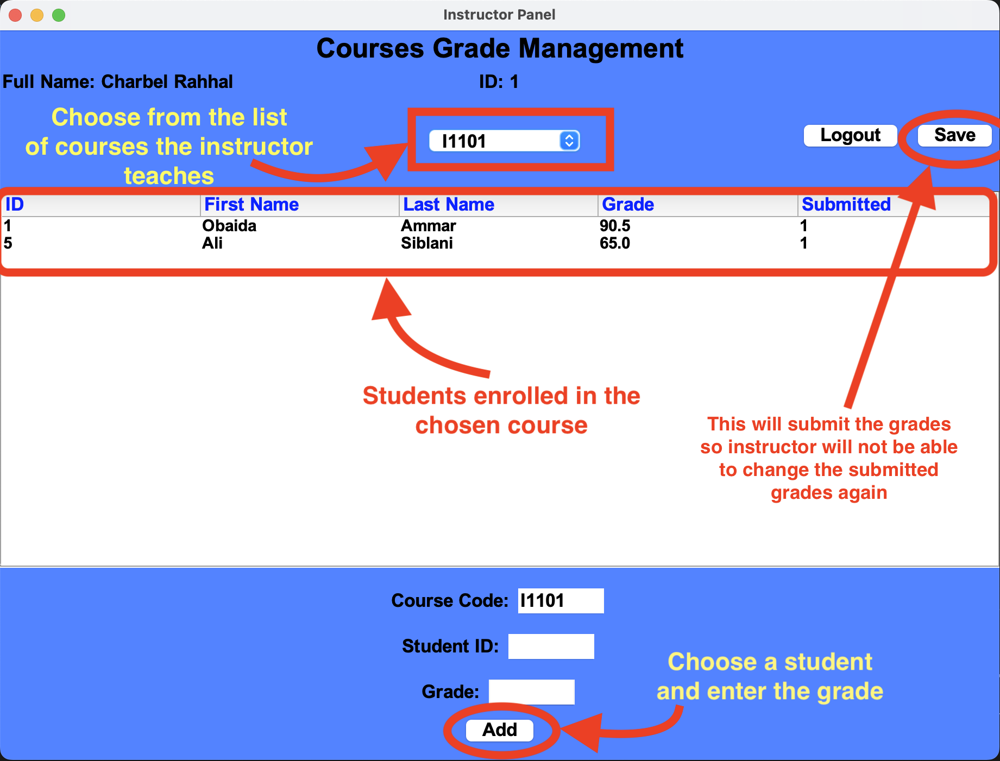 Instructor Panel
Courses Grade Management
Full Name: Charbel Rahhal
ID: 1
Choose from the list
of courses the instructor
teaches
I1101
Logout
Save
ID First Name Last Name Grade Submitted
1 Obaida Ammar 90.5 1
5 Ali Siblani 65.0 1
Students enrolled in the
chosen course
This will submit the grades
so instructor will not be able
to change the submitted
grades again
Course Code: I1101
Student ID:
Grade:
Choose a student
and enter the grade
Add